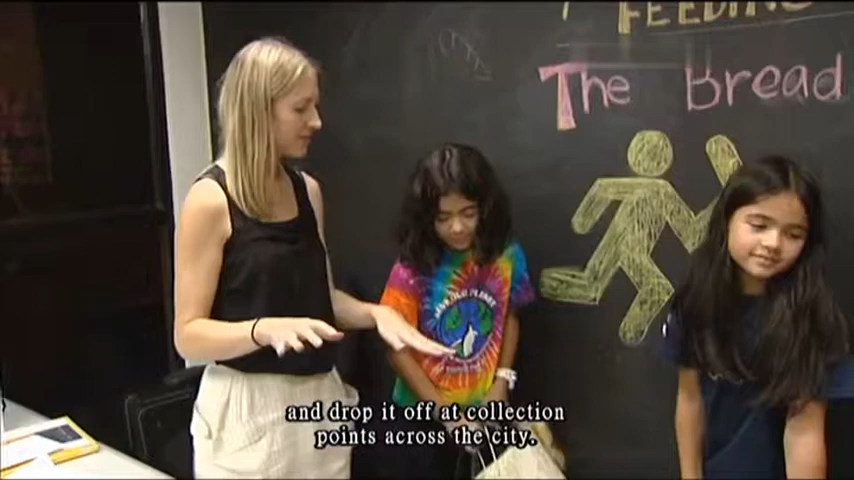 FEEDING
The Bread
and drop it off at collection
points across the city.